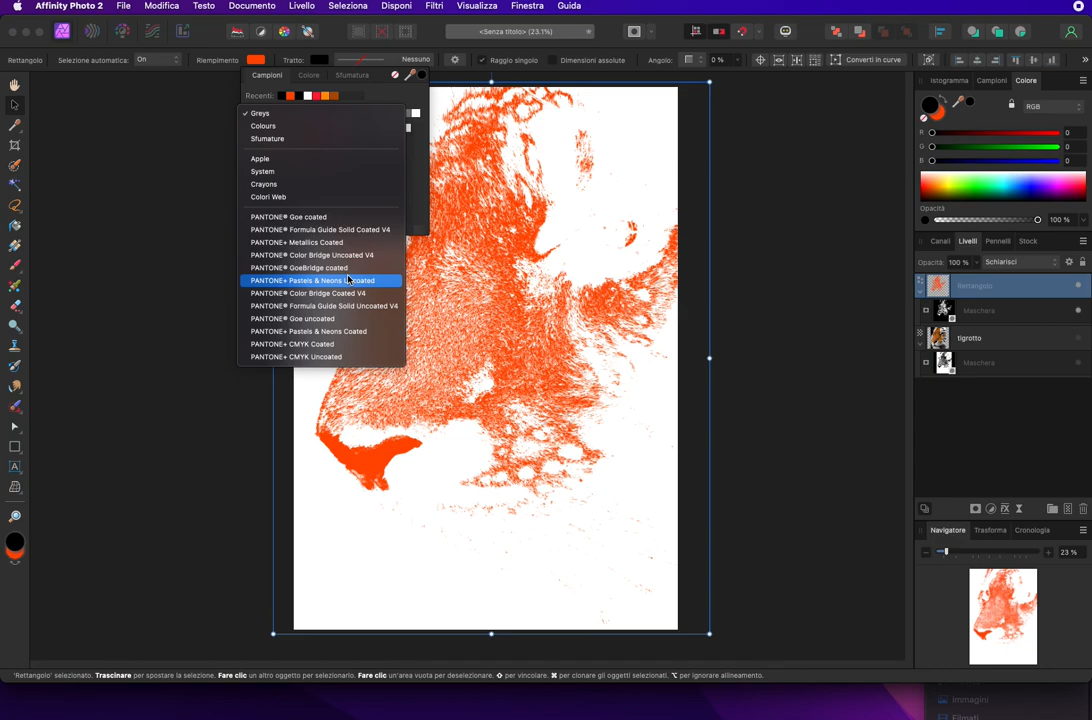 Affinity Photo 2 File Modifica Testo Documento Livello Seleziona Disponi Filtri Visualizza Finestra Guida
<Senza titolo> (23.1%)
Rettangolo Selezione automatica: On Riempimento Tratto: Nessuno Raggio singolo Dimensioni assolute Angolo: 0 % Converti in curve
Campioni Colore Sfumatura
Recenti:
✓ Greys
Colours
Sfumature
Apple
System
Crayons
Colori Web
PANTONE® Goe coated
PANTONE® Formula Guide Solid Coated V4
PANTONE+ Metallics Coated
PANTONE® Color Bridge Uncoated V4
PANTONE® GoeBridge coated
PANTONE+ Pastels & Neons Uncoated
PANTONE® Color Bridge Coated V4
PANTONE® Formula Guide Solid Uncoated V4
PANTONE® Goe uncoated
PANTONE+ Pastels & Neons Coated
PANTONE+ CMYK Coated
PANTONE+ CMYK Uncoated
Istogramma Campioni Colore
RGB
R 0
G 0
B 0
Opacità
100 %
Canali Livelli Pennelli Stock
Opacità: 100 % Schiarisci
Rettangolo
Maschera
tigrotto
Maschera
Navigatore Trasforma Cronologia
23 %
'Rettangolo' selezionato. Trascinare per spostare la selezione. Fare clic un altro oggetto per selezionarlo. Fare clic un'area vuota per deselezionare. ⇧ per vincolare. ⌘ per clonare gli oggetti selezionati. ⌥ per ignorare allineamento.
Immagini
Filmati